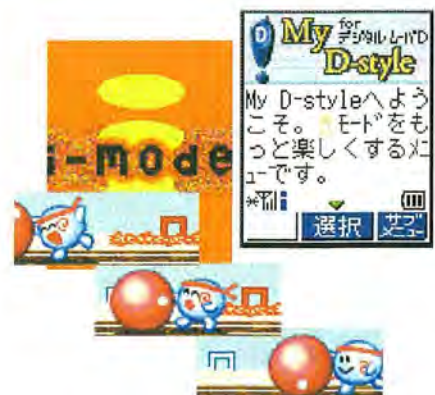 i-mode
D
My for
デジタル・ムーバD
D-style
My D-styleへよう
こそ。iモードをも
っと楽しくするメニ
ューです。
選択
サブ
メニュー